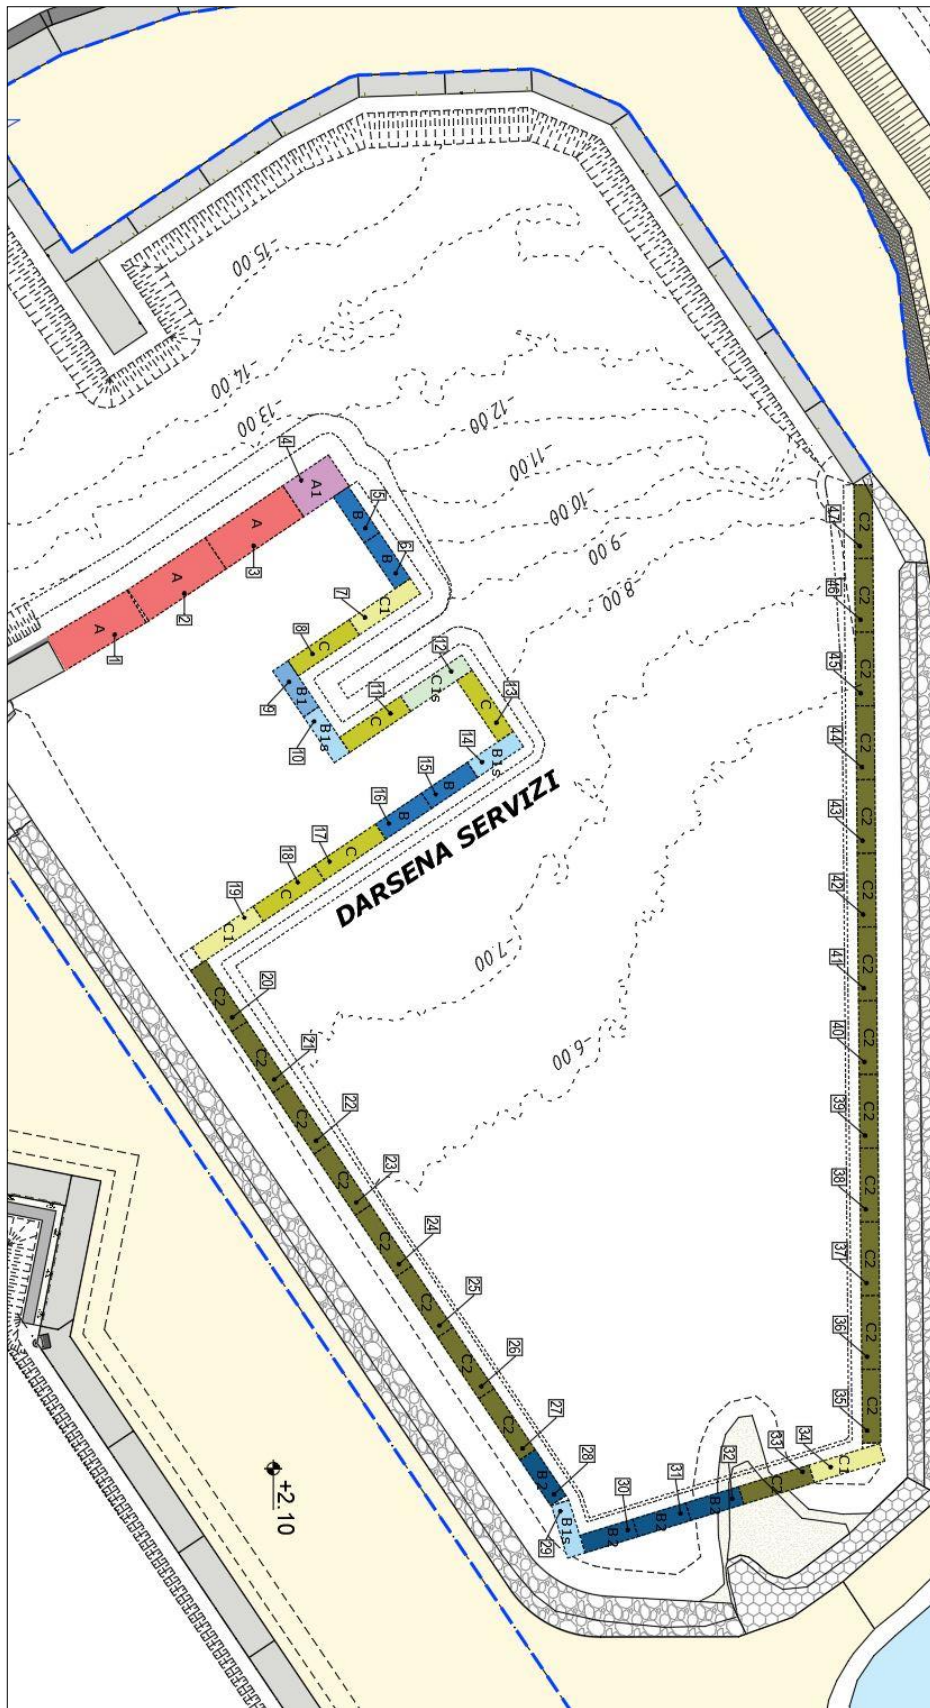 -15.00
-14.00
-13.00
-12.00
-11.00
-10.00
-9.00
-8.00
-7.00
-6.00
DARSENA SERVIZI
+2.10
A
1
A
2
A
3
A1
4
B
5
B
6
C1
7
C
8
B1
9
B1s
10
C
11
C1s
12
C
13
B1s
14
B
15
B
16
C
17
C
18
C1
19
C2
20
C2
21
C2
22
C2
23
C2
24
C2
25
C2
26
C2
27
B2
28
B1s
29
B2
30
B2
31
B2
32
C2
33
C1
34
C2
35
C2
36
C2
37
C2
38
C2
39
C2
40
C2
41
C2
42
C2
43
C2
44
C2
45
C2
46
C2
47